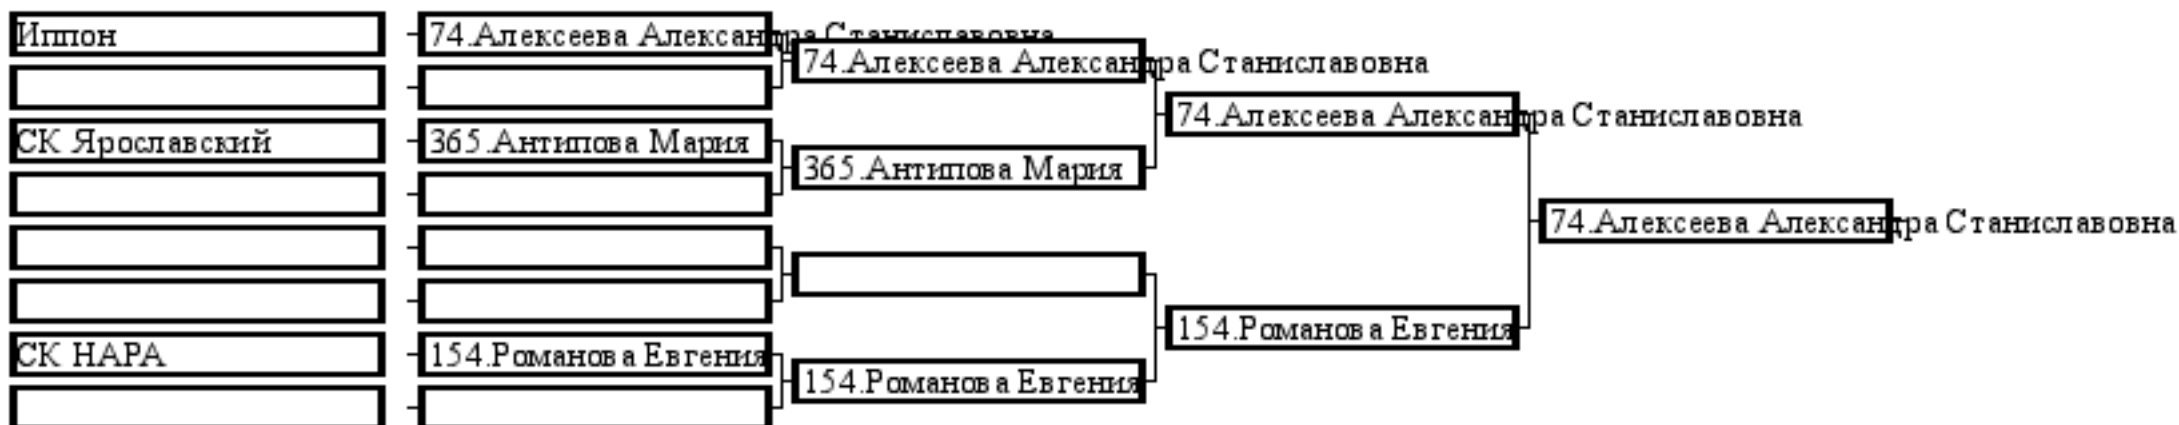 Иппон
74.Алексеева Александра Станиславовна
74.Алексеева Александра Станиславовна
74.Алексеева Александра Станиславовна
СК Ярославский
365.Антипова Мария
365.Антипова Мария
74.Алексеева Александра Станиславовна
154.Романова Евгения
СК НАРА
154.Романова Евгения
154.Романова Евгения